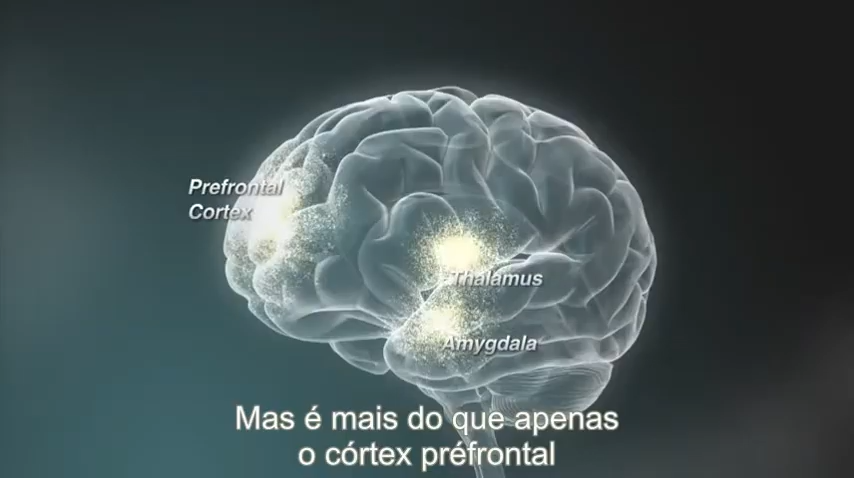 Prefrontal
Cortex
Thalamus
Amygdala
Mas é mais do que apenas
o córtex préfrontal